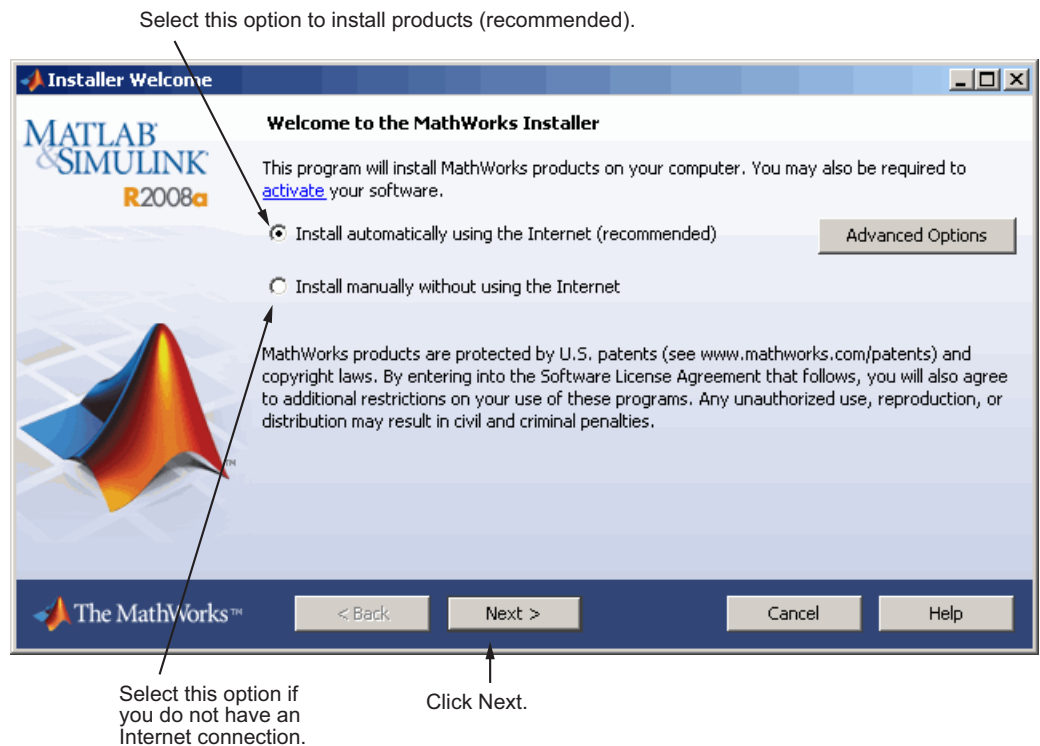 Select this option to install products (recommended).
Installer Welcome
MATLAB®
&SIMULINK®
R2008a
Welcome to the MathWorks Installer
This program will install MathWorks products on your computer. You may also be required to
activate your software.
Install automatically using the Internet (recommended)
Advanced Options
Install manually without using the Internet
MathWorks products are protected by U.S. patents (see www.mathworks.com/patents) and
copyright laws. By entering into the Software License Agreement that follows, you will also agree
to additional restrictions on your use of these programs. Any unauthorized use, reproduction, or
distribution may result in civil and criminal penalties.
TM
The MathWorks™
< Back
Next >
Cancel
Help
Select this option if
you do not have an
Internet connection.
Click Next.